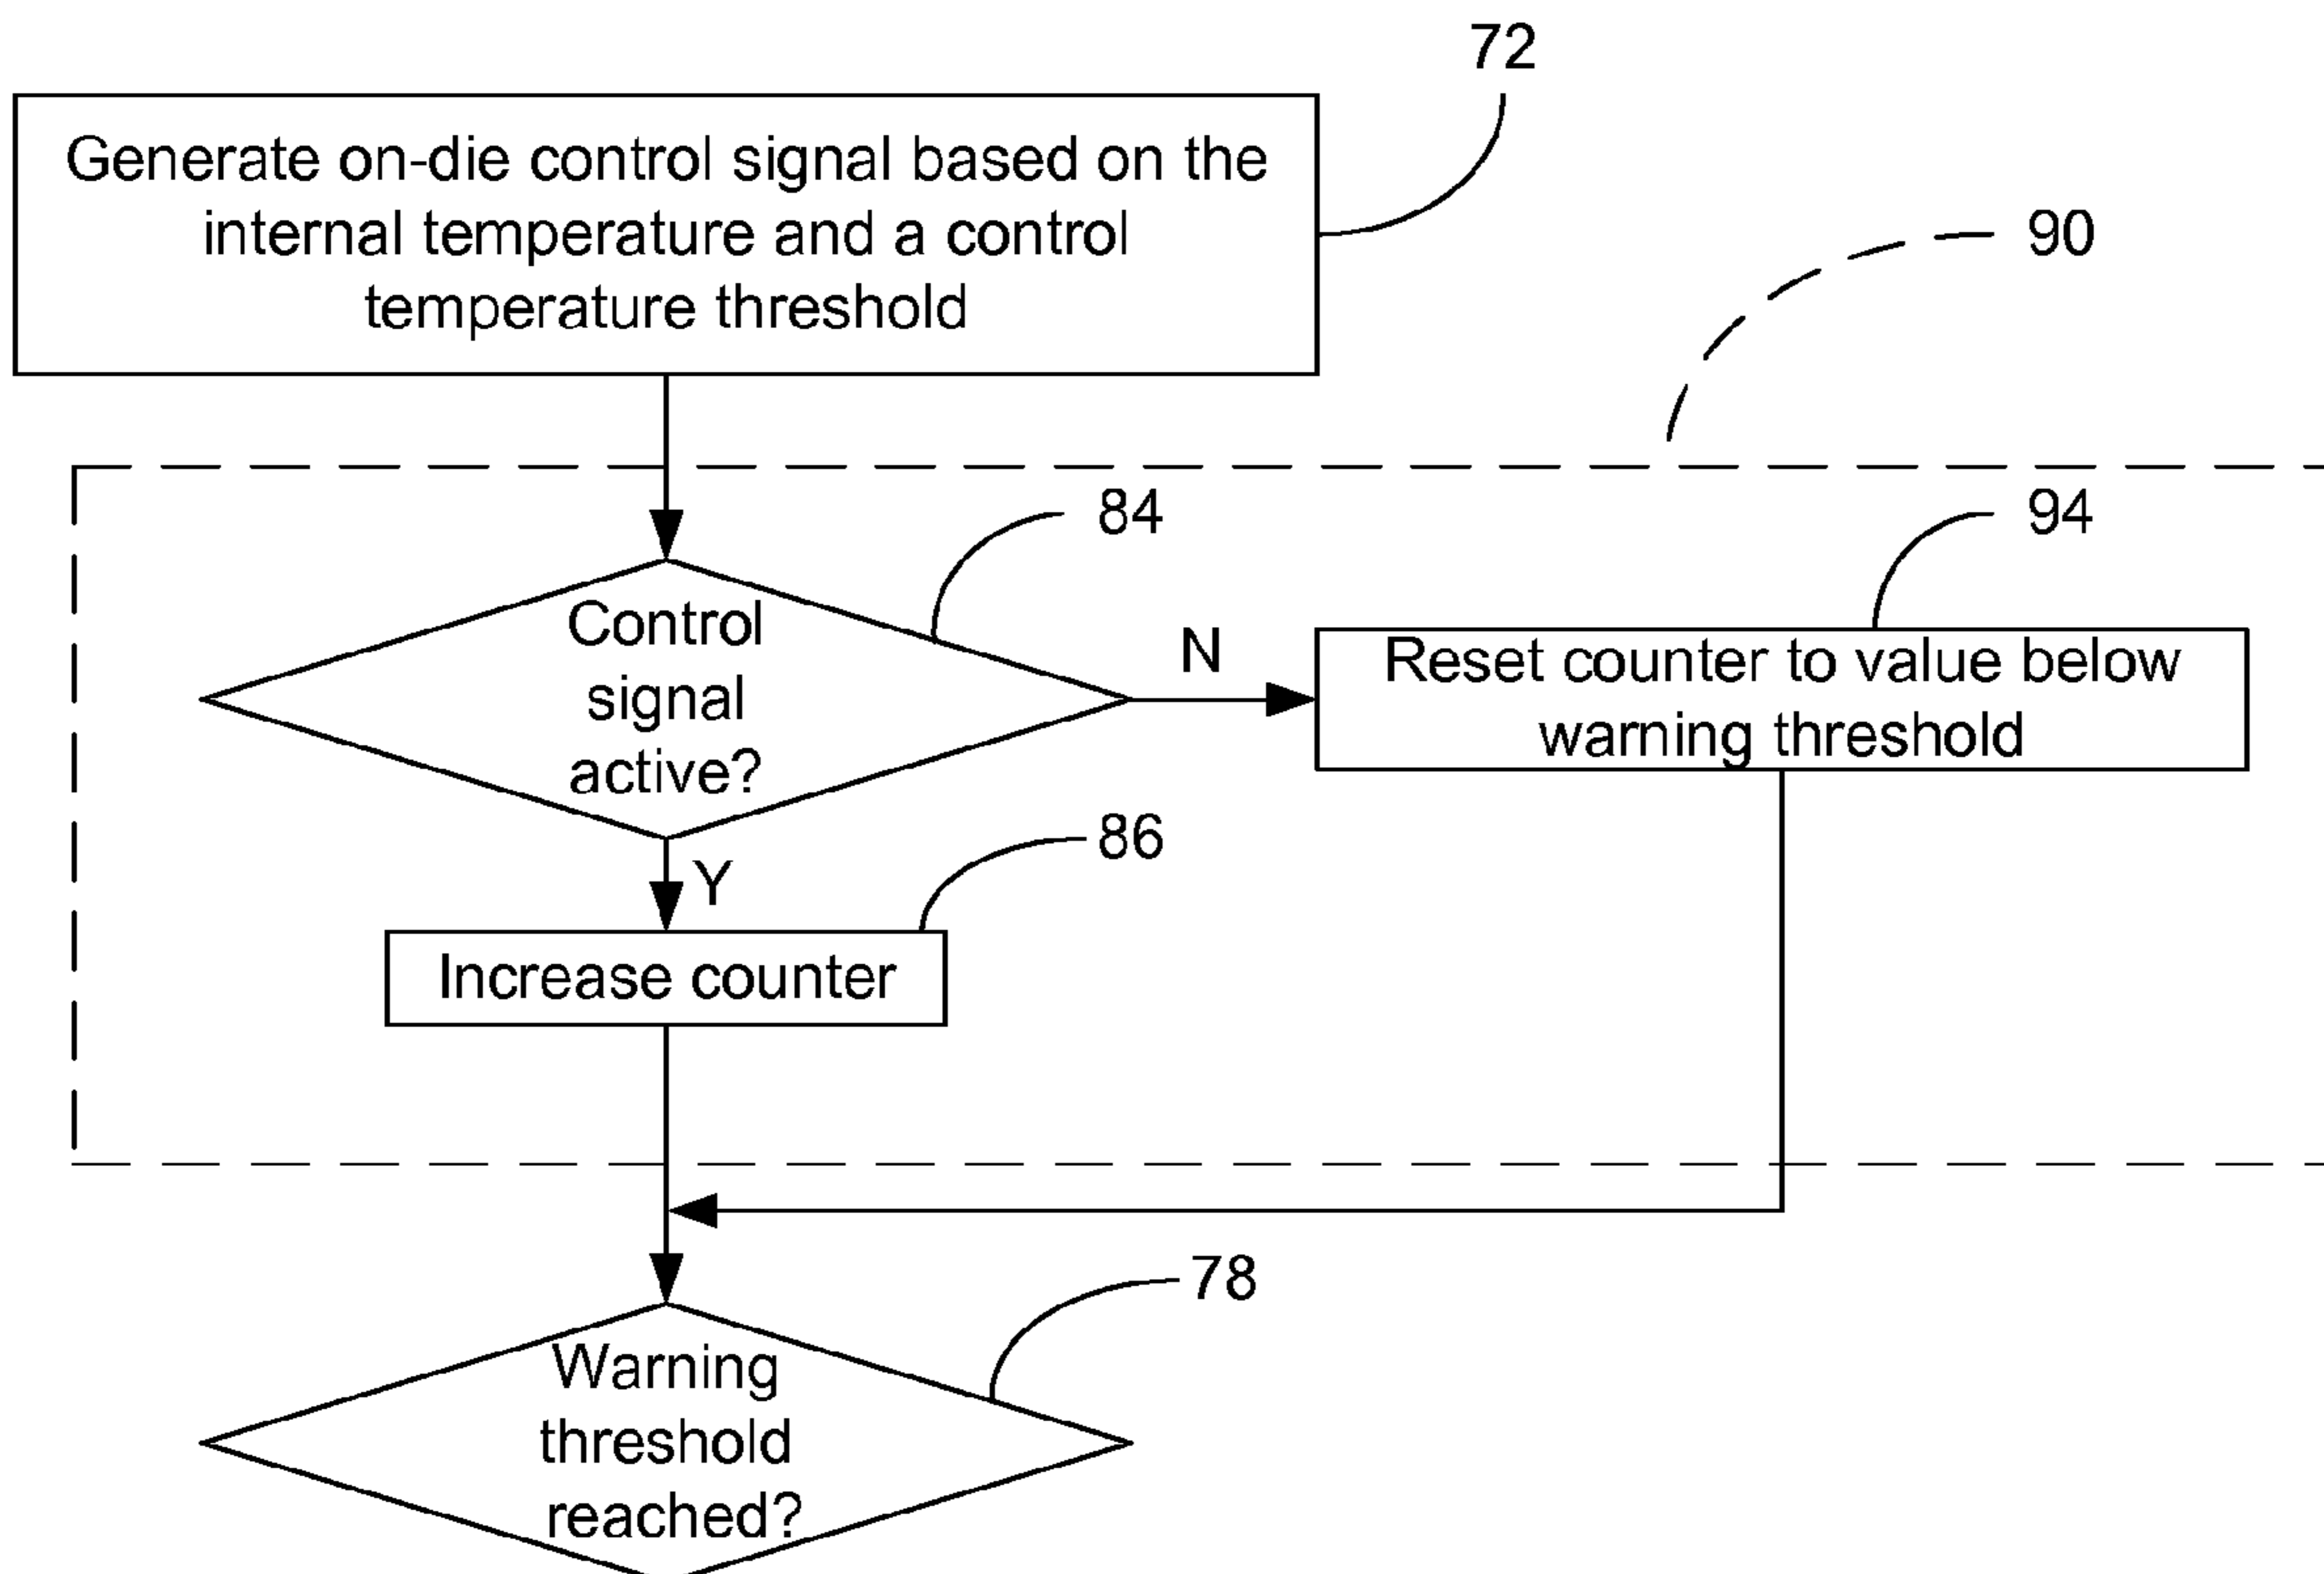 72
Generate on-die control signal based on the
internal temperature and a control
temperature threshold
90
84
94
Control
signal
active?
N
Reset counter to value below
warning threshold
86
Y
Increase counter
78
Warning
threshold
reached?